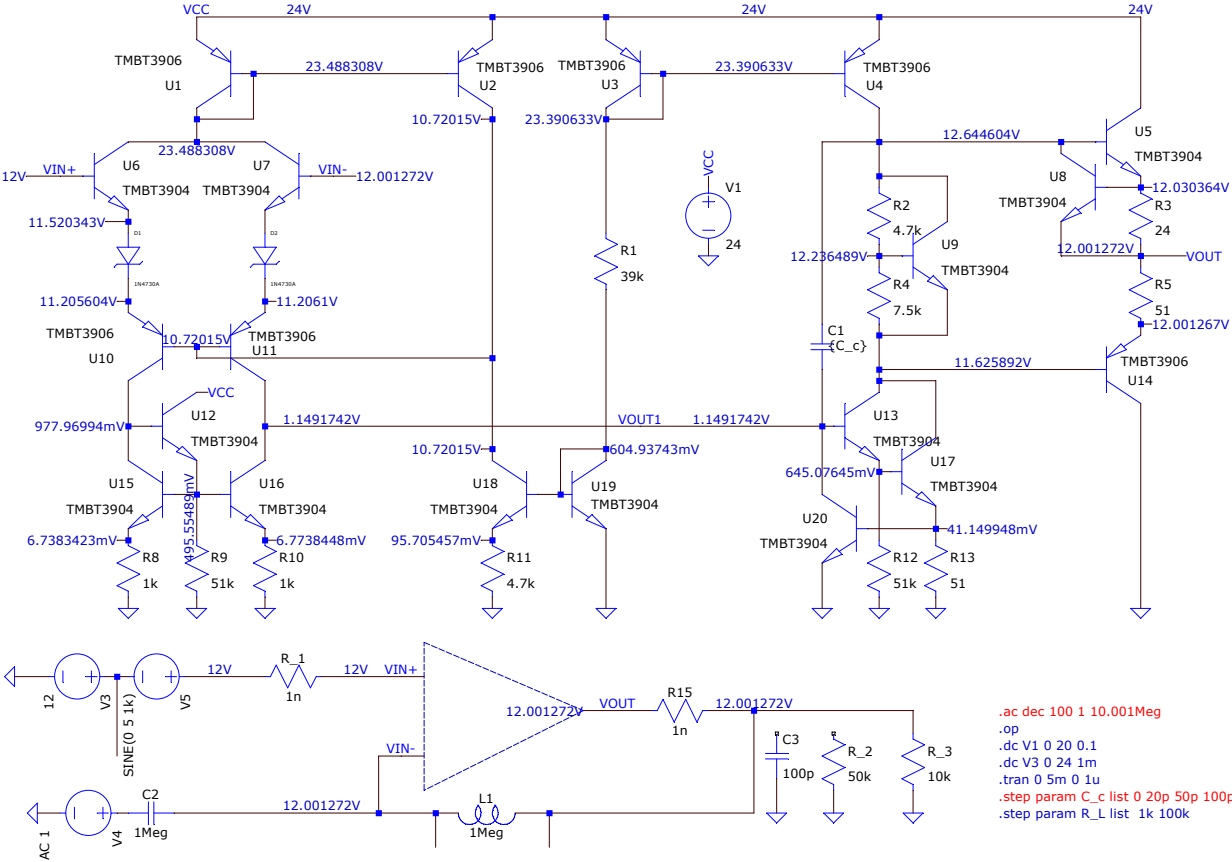 VCC 24V 24V 24V
TMBT3906 U1
23.488308V
TMBT3906 U2
TMBT3906 U3
23.390633V
TMBT3906 U4
10.72015V
23.390633V
12.644604V
U5 TMBT3904
23.488308V
12V VIN+ U6 TMBT3904
U7 TMBT3904 VIN- 12.001272V
VCC V1 24
U8 TMBT3904
12.030364V
R3 24
11.520343V
D1 1N4730A
D2 1N4730A
R1 39k
R2 4.7k
U9 TMBT3904
12.236489V
R4 7.5k
12.001272V VOUT
R5 51
12.001267V
11.205604V
11.2061V
TMBT3906 U10
10.72015V
TMBT3906 U11
C1 {C_c}
11.625892V
TMBT3906 U14
VCC
U12 TMBT3904
977.96994mV
1.1491742V VOUT1 1.1491742V
U13 TMBT3904
10.72015V
604.93743mV
645.07645mV
U17 TMBT3904
U15 TMBT3904
U16 TMBT3904
U18 TMBT3904
U19 TMBT3904
495.55489mV
U20 TMBT3904
41.149948mV
6.7383423mV
6.7738448mV
95.705457mV
R8 1k
R9 51k
R10 1k
R11 4.7k
R12 51k
R13 51
12 V3
SINE(0 5 1k) V5
12V
R_1 1n
12V VIN+
12.001272V VOUT
R15 1n
12.001272V
VIN-
C3 100p
R_2 50k
R_3 10k
AC 1 V4
C2 1Meg
12.001272V
L1 1Meg
.ac dec 100 1 10.001Meg
.op
.dc V1 0 20 0.1
.dc V3 0 24 1m
.tran 0 5m 0 1u
.step param C_c list 0 20p 50p 100p
.step param R_L list 1k 100k